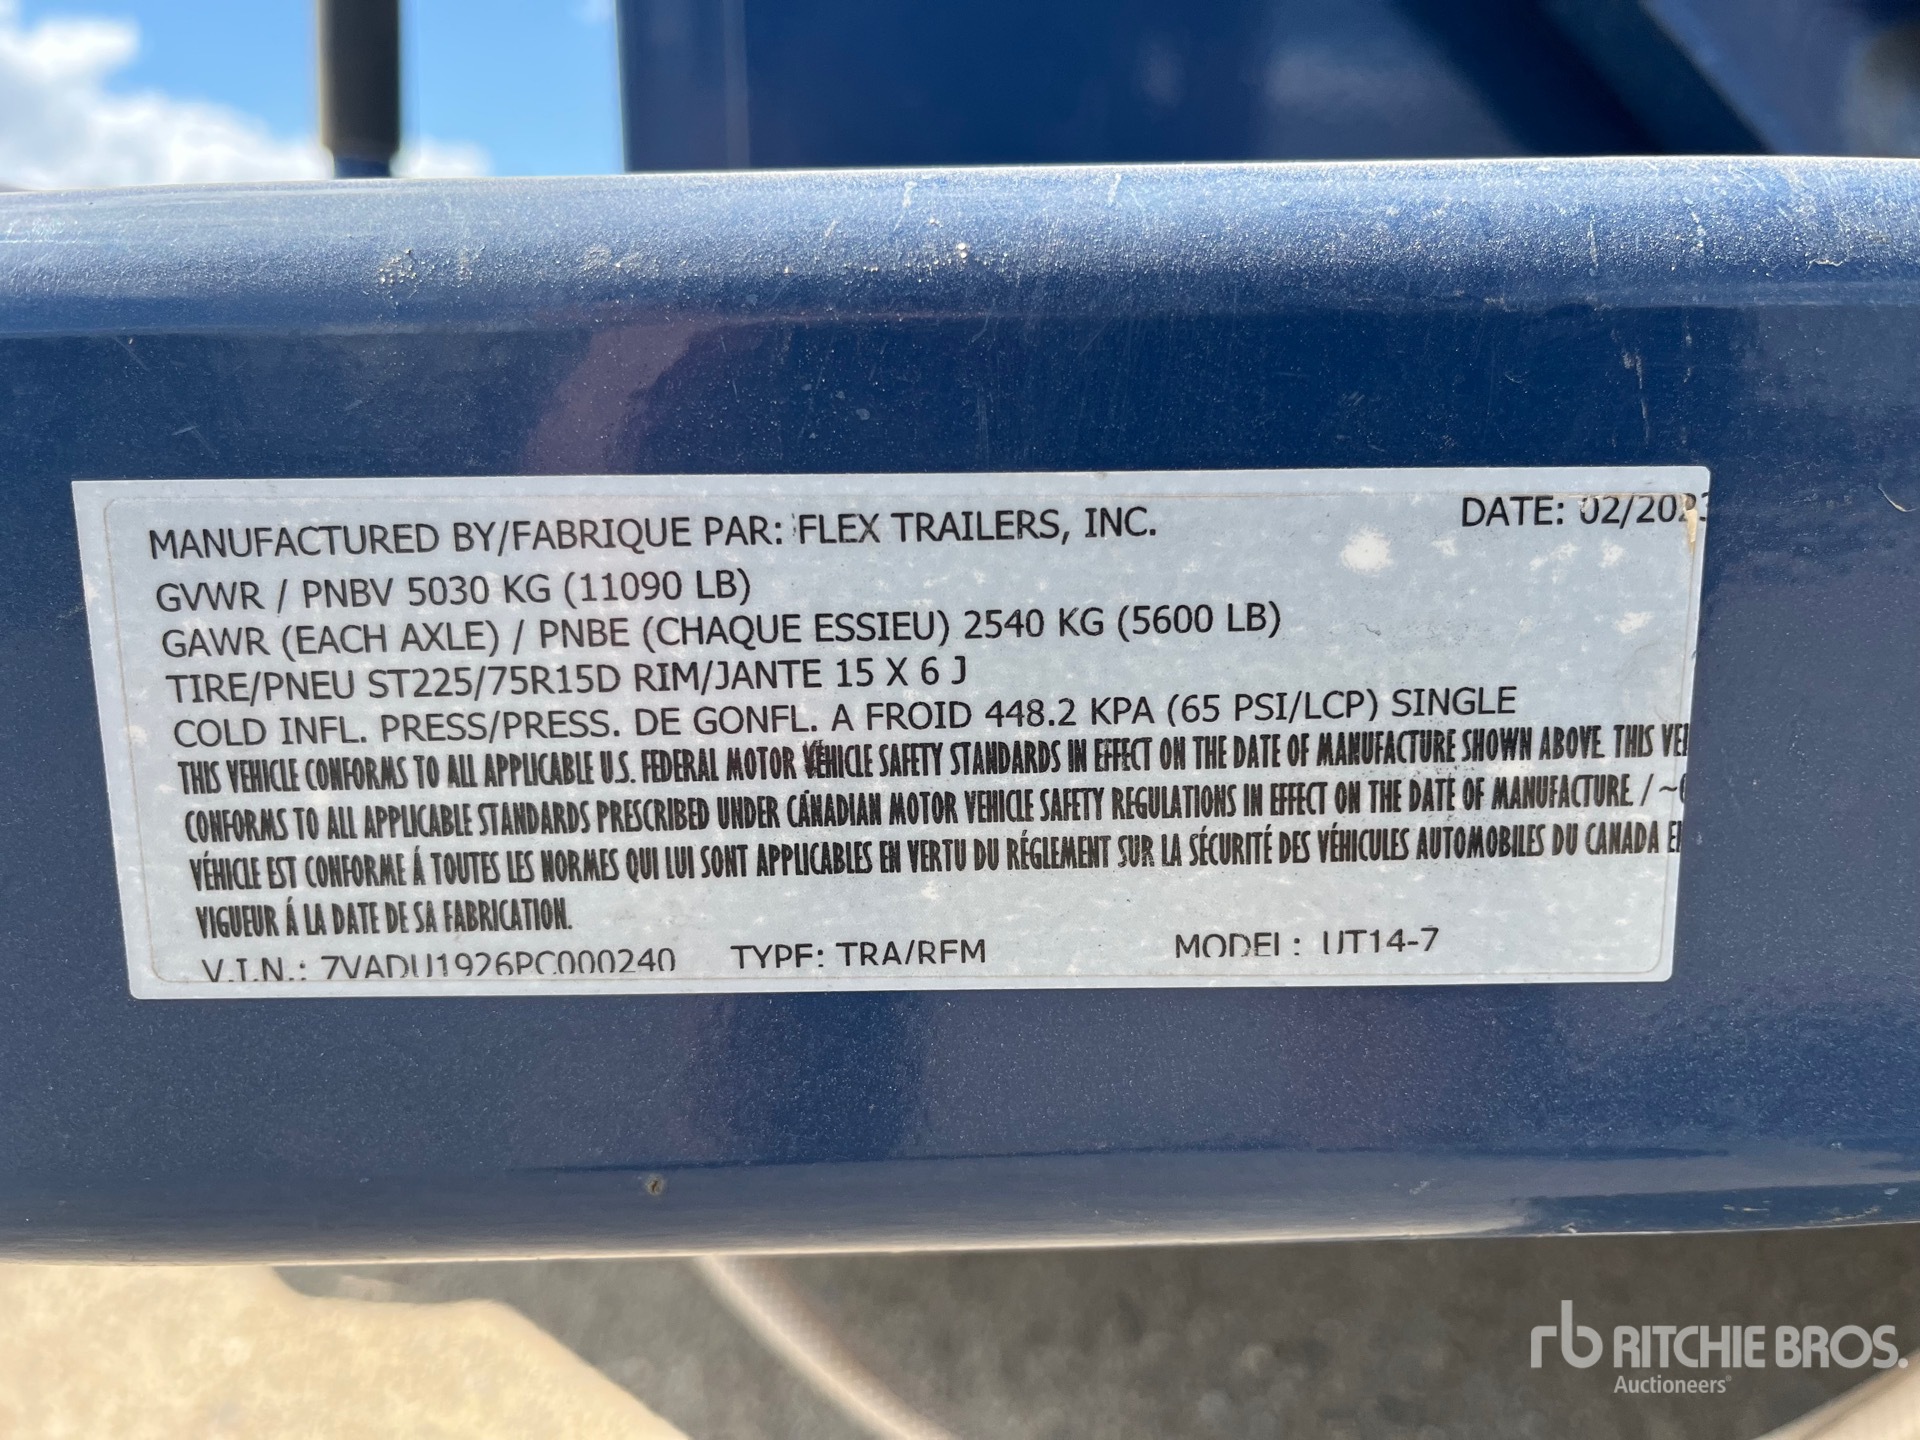 MANUFACTURED BY/FABRIQUE PAR: FLEX TRAILERS, INC. DATE: 02/2023
GVWR / PNBV 5030 KG (11090 LB)
GAWR (EACH AXLE) / PNBE (CHAQUE ESSIEU) 2540 KG (5600 LB)
TIRE/PNEU ST225/75R15D RIM/JANTE 15 X 6 J
COLD INFL. PRESS/PRESS. DE GONFL. A FROID 448.2 KPA (65 PSI/LCP) SINGLE
THIS VEHICLE CONFORMS TO ALL APPLICABLE U.S. FEDERAL MOTOR VEHICLE SAFETY STANDARDS IN EFFECT ON THE DATE OF MANUFACTURE SHOWN ABOVE. THIS
CONFORMS TO ALL APPLICABLE STANDARDS PRESCRIBED UNDER CANADIAN MOTOR VEHICLE SAFETY REGULATIONS IN EFFECT ON THE DATE OF MANUFACTURE. /
VÉHICLE EST CONFORME Á TOUTES LES NORMES QUI LUI SONT APPLICABLES EN VERTU DU RÉGLEMENT SUR LA SÉCURITÉ DES VÉHICULES AUTOMOBILES DU CANADA
VIGUEUR Á LA DATE DE SA FABRICATION.
V.I.N.: 7VADU1926PC000240 TYPE: TRA/REM MODEL: UT14-7
rb RITCHIE BROS.
Auctioneers